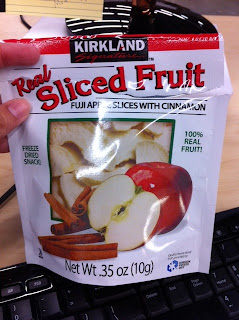 KIRKLAND
Signature
Real
Sliced Fruit
FUJI APPLE SLICES WITH CINNAMON
FREEZE
DRIED
SNACK!
100%
REAL
FRUIT!
Net Wt .35 oz (10g)